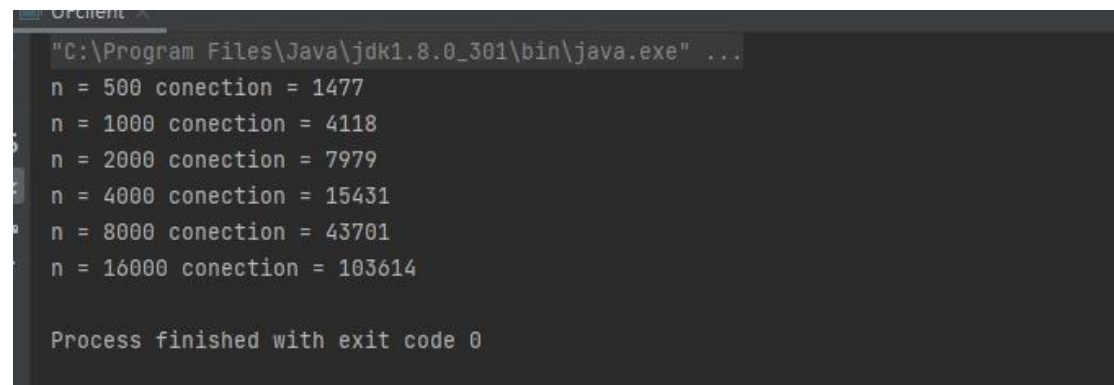 UFclient ×
"C:\Program Files\Java\jdk1.8.0_301\bin\java.exe" ...
n = 500 conection = 1477
n = 1000 conection = 4118
n = 2000 conection = 7979
n = 4000 conection = 15431
n = 8000 conection = 43701
n = 16000 conection = 103614
Process finished with exit code 0